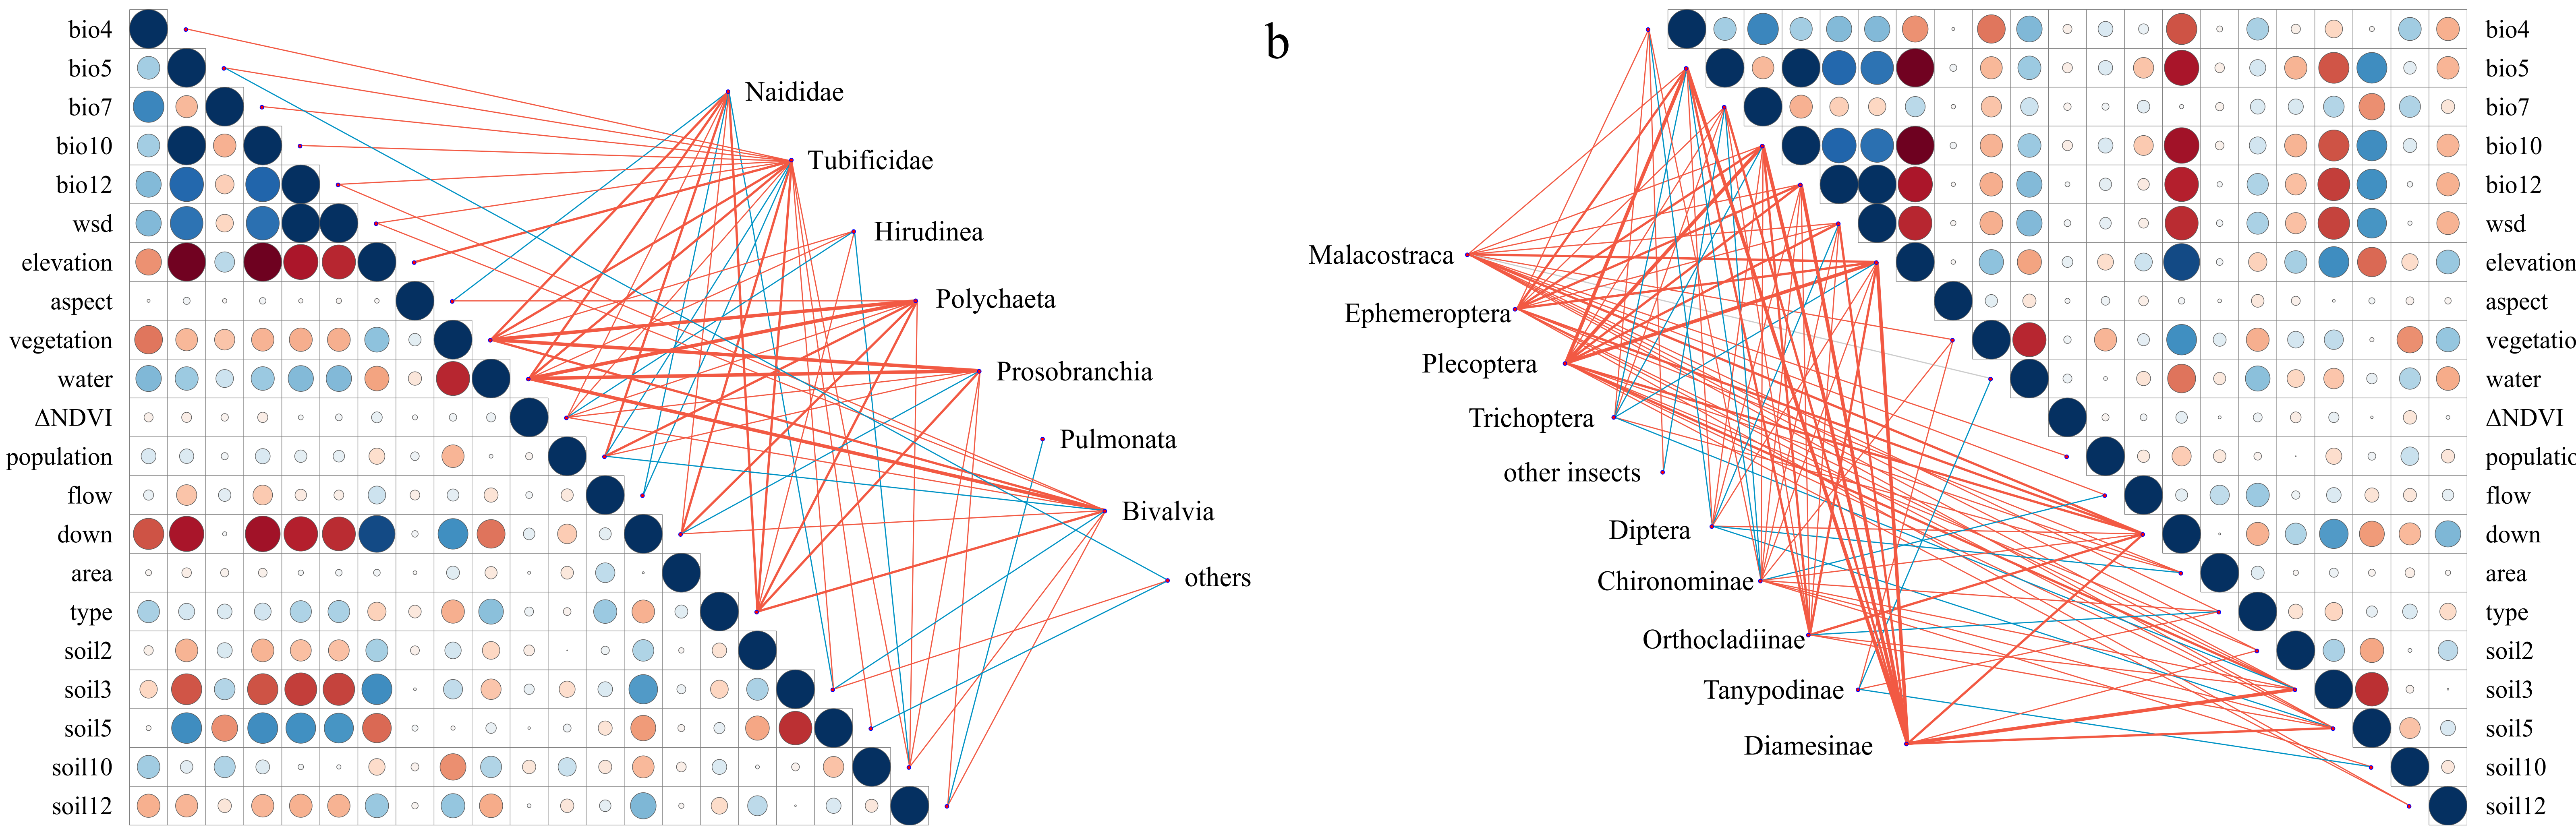 bio4
bio5
bio7
bio10
bio12
wsd
elevation
aspect
vegetation
water
ΔNDVI
population
flow
down
area
type
soil2
soil3
soil5
soil10
soil12
Naididae
Tubificidae
Hirudinea
Polychaeta
Prosobranchia
Pulmonata
Bivalvia
others
b
Malacostraca
Ephemeroptera
Plecoptera
Trichoptera
other insects
Diptera
Chironominae
Orthocladiinae
Tanypodinae
Diamesinae
bio4
bio5
bio7
bio10
bio12
wsd
elevation
aspect
vegetatio
water
ΔNDVI
populatio
flow
down
area
type
soil2
soil3
soil5
soil10
soil12